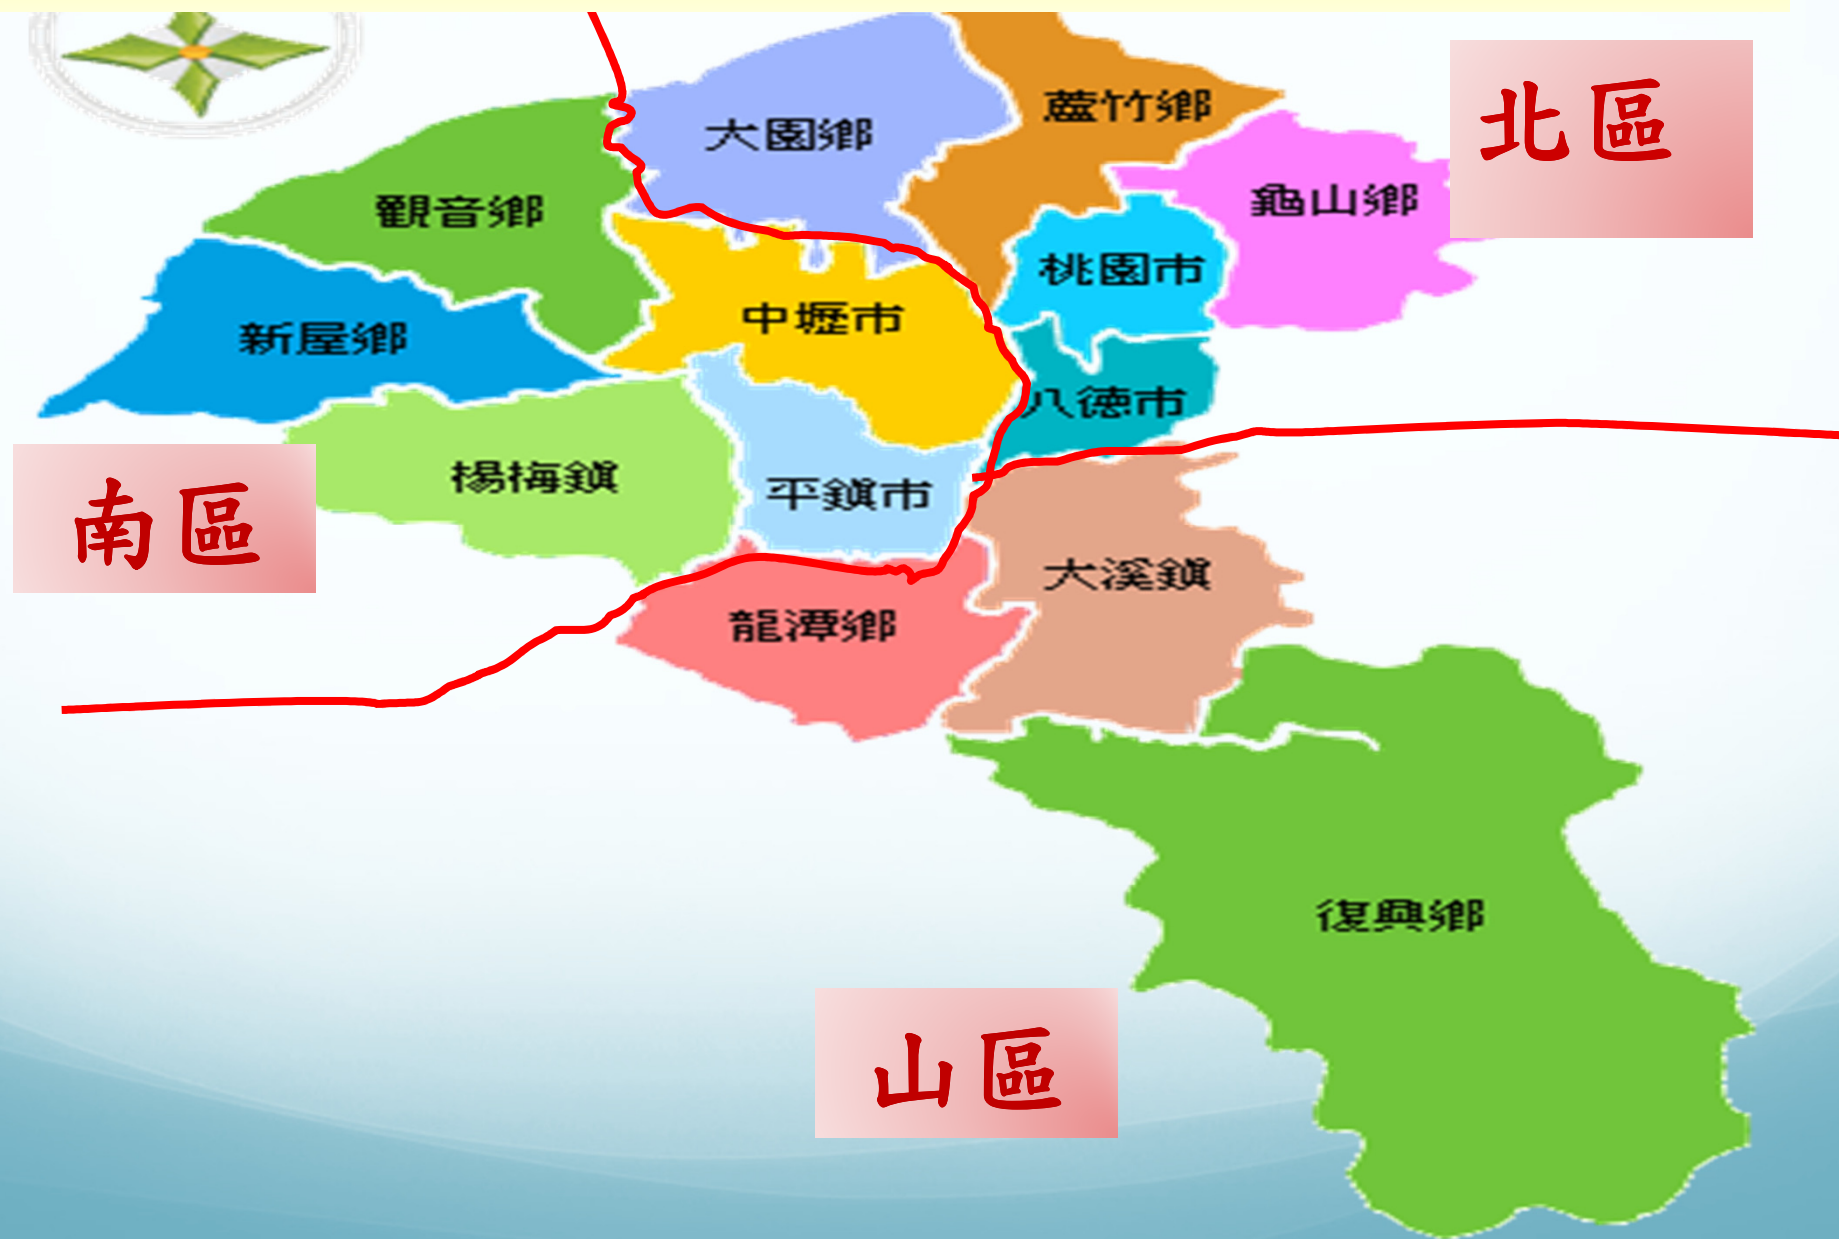 北區
蘆竹鄉
大園鄉
龜山鄉
觀音鄉
桃園市
中壢市
新屋鄉
八德市
楊梅鎮
平鎮市
南區
大溪鎮
龍潭鄉
復興鄉
山區